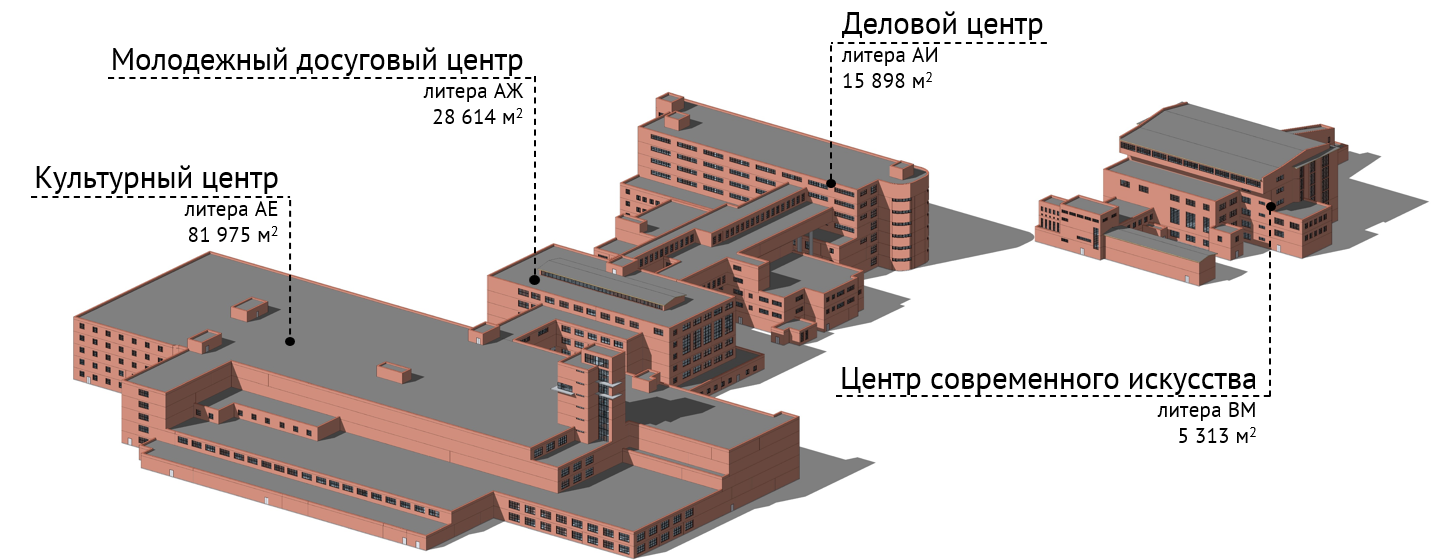 Деловой центр
литера АИ
15 898 м²
Молодежный досуговый центр
литера АЖ
28 614 м²
Культурный центр
литера АЕ
81 975 м²
Центр современного искусства
литера ВМ
5 313 м²